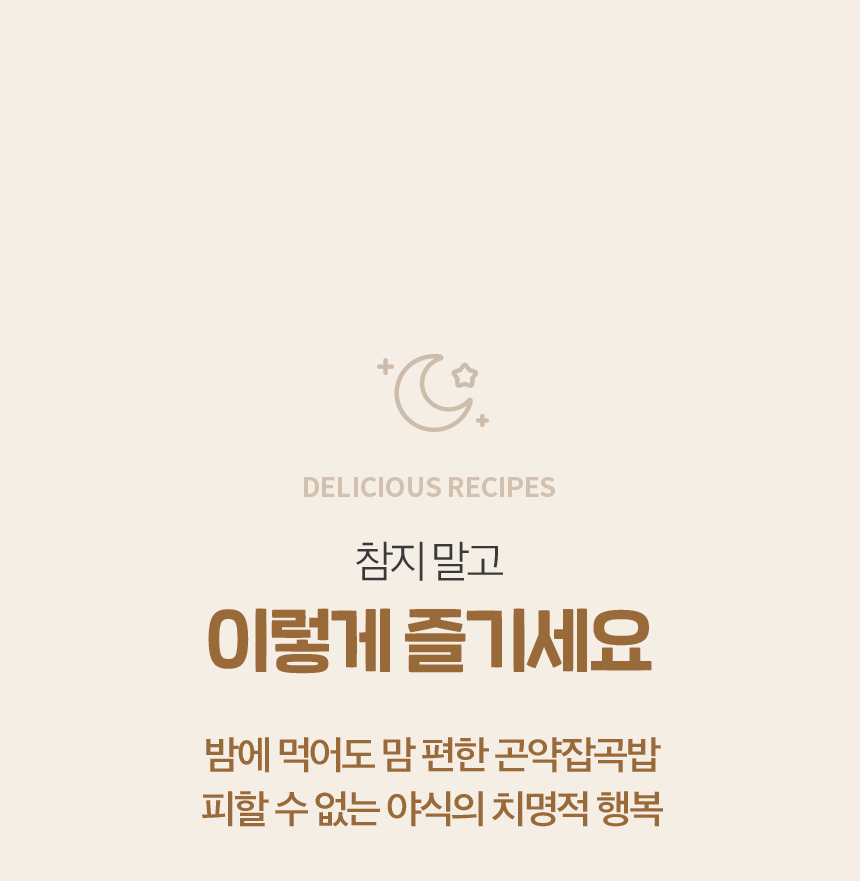 DELICIOUS RECIPES
참지 말고
이렇게 즐기세요
밤에 먹어도 맘 편한 곤약잡곡밥
피할 수 없는 야식의 치명적 행복